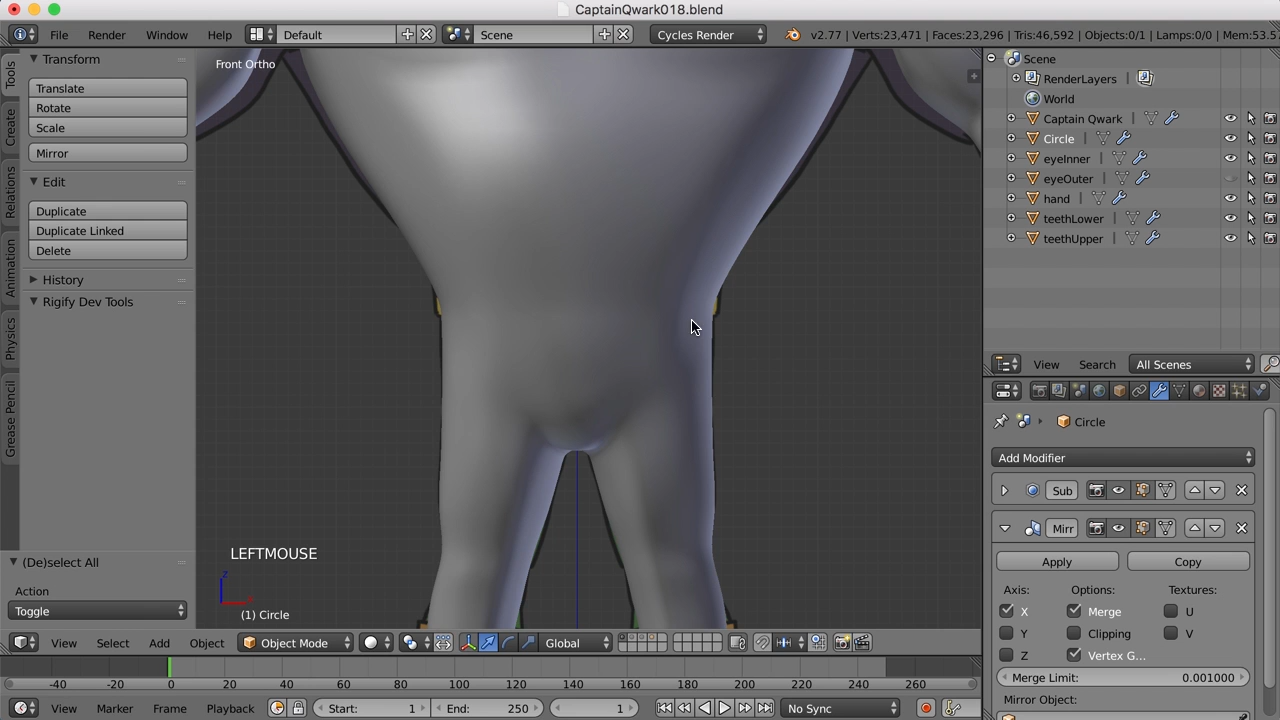 CaptainQwark018.blend
File Render Window Help Default Scene Cycles Render v2.77 | Verts:23,471 | Faces:23,296 | Tris:46,592 | Objects:0/1 | Lamps:0/0 | Mem:53.5
Tools
Create
Relations
Animation
Physics
Grease Pencil
Transform
Translate
Rotate
Scale
Mirror
Edit
Duplicate
Duplicate Linked
Delete
History
Rigify Dev Tools
(De)select All
Action
Toggle
Front Ortho
LEFTMOUSE
z
(1) Circle
View Select Add Object Object Mode Global
-40 -20 0 20 40 60 80 100 120 140 160 180 200 220 240 260
View Marker Frame Playback Start: 1 End: 250 1 No Sync
Scene
RenderLayers |
World
Captain Qwark |
Circle |
eyeInner |
eyeOuter |
hand |
teethLower |
teethUpper |
View Search All Scenes
Circle
Add Modifier
Sub
Mirr
Apply Copy
Axis: Options: Textures:
X Merge U
Y Clipping V
Z Vertex G...
Merge Limit: 0.001000
Mirror Object: